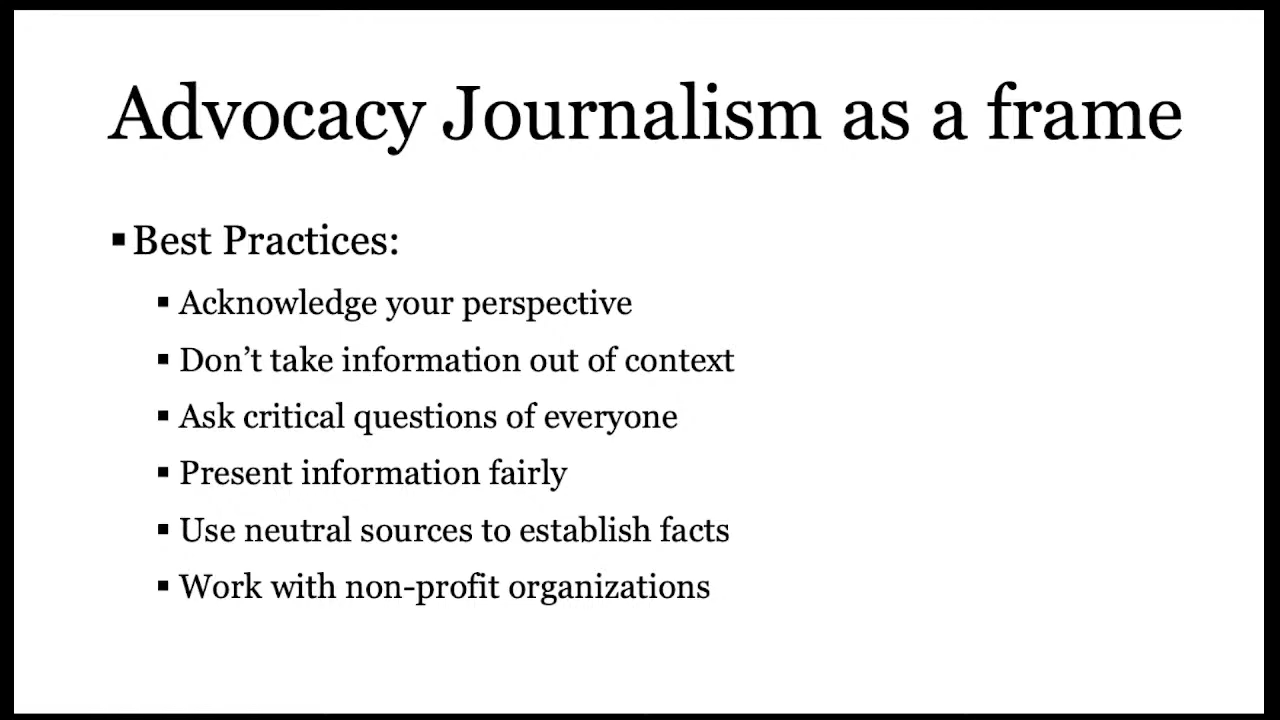 Advocacy Journalism as a frame
▪Best Practices:
▪ Acknowledge your perspective
▪ Don’t take information out of context
▪ Ask critical questions of everyone
▪ Present information fairly
▪ Use neutral sources to establish facts
▪ Work with non-profit organizations